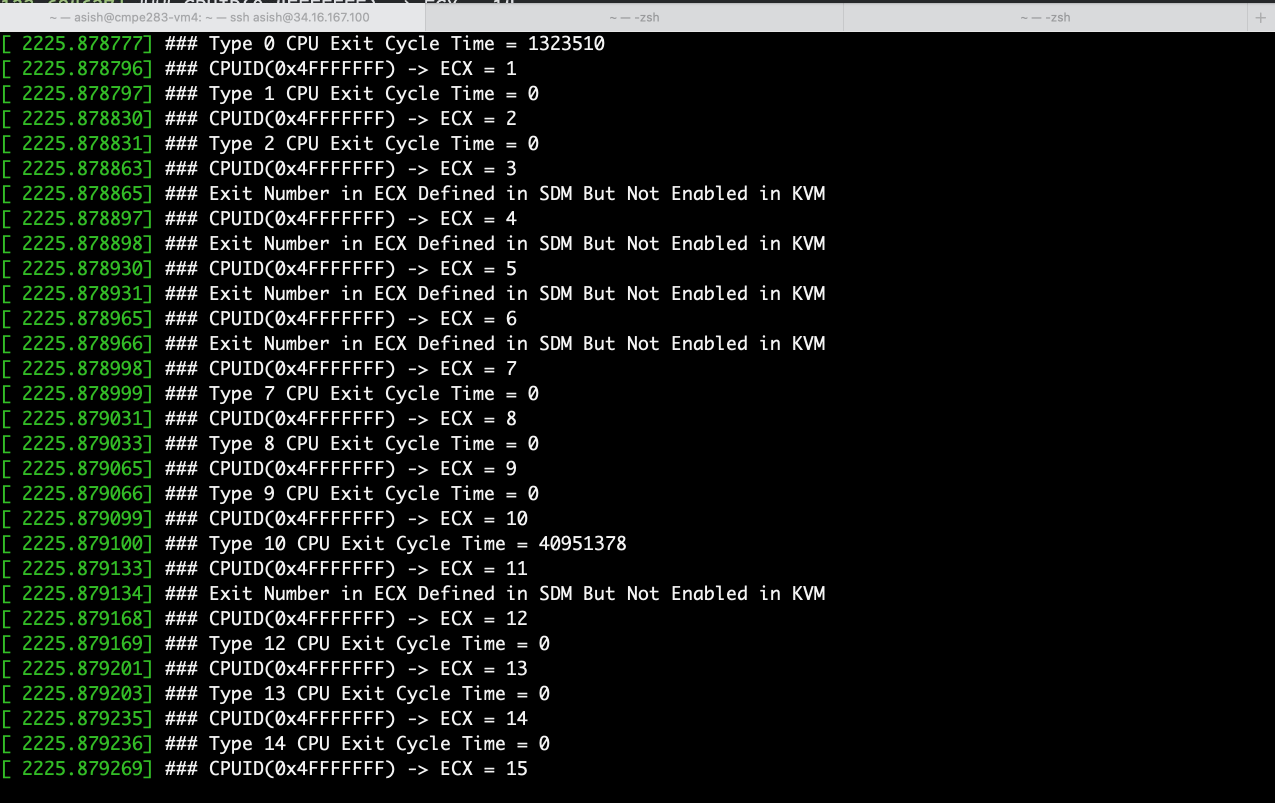 ~ — asish@cmpe283-vm4: ~ — ssh asish@34.16.167.100
~ — -zsh
~ — -zsh
+
[ 2225.878777] ### Type 0 CPU Exit Cycle Time = 1323510
[ 2225.878796] ### CPUID(0x4FFFFFFF) -> ECX = 1
[ 2225.878797] ### Type 1 CPU Exit Cycle Time = 0
[ 2225.878830] ### CPUID(0x4FFFFFFF) -> ECX = 2
[ 2225.878831] ### Type 2 CPU Exit Cycle Time = 0
[ 2225.878863] ### CPUID(0x4FFFFFFF) -> ECX = 3
[ 2225.878865] ### Exit Number in ECX Defined in SDM But Not Enabled in KVM
[ 2225.878897] ### CPUID(0x4FFFFFFF) -> ECX = 4
[ 2225.878898] ### Exit Number in ECX Defined in SDM But Not Enabled in KVM
[ 2225.878930] ### CPUID(0x4FFFFFFF) -> ECX = 5
[ 2225.878931] ### Exit Number in ECX Defined in SDM But Not Enabled in KVM
[ 2225.878965] ### CPUID(0x4FFFFFFF) -> ECX = 6
[ 2225.878966] ### Exit Number in ECX Defined in SDM But Not Enabled in KVM
[ 2225.878998] ### CPUID(0x4FFFFFFF) -> ECX = 7
[ 2225.878999] ### Type 7 CPU Exit Cycle Time = 0
[ 2225.879031] ### CPUID(0x4FFFFFFF) -> ECX = 8
[ 2225.879033] ### Type 8 CPU Exit Cycle Time = 0
[ 2225.879065] ### CPUID(0x4FFFFFFF) -> ECX = 9
[ 2225.879066] ### Type 9 CPU Exit Cycle Time = 0
[ 2225.879099] ### CPUID(0x4FFFFFFF) -> ECX = 10
[ 2225.879100] ### Type 10 CPU Exit Cycle Time = 40951378
[ 2225.879133] ### CPUID(0x4FFFFFFF) -> ECX = 11
[ 2225.879134] ### Exit Number in ECX Defined in SDM But Not Enabled in KVM
[ 2225.879168] ### CPUID(0x4FFFFFFF) -> ECX = 12
[ 2225.879169] ### Type 12 CPU Exit Cycle Time = 0
[ 2225.879201] ### CPUID(0x4FFFFFFF) -> ECX = 13
[ 2225.879203] ### Type 13 CPU Exit Cycle Time = 0
[ 2225.879235] ### CPUID(0x4FFFFFFF) -> ECX = 14
[ 2225.879236] ### Type 14 CPU Exit Cycle Time = 0
[ 2225.879269] ### CPUID(0x4FFFFFFF) -> ECX = 15